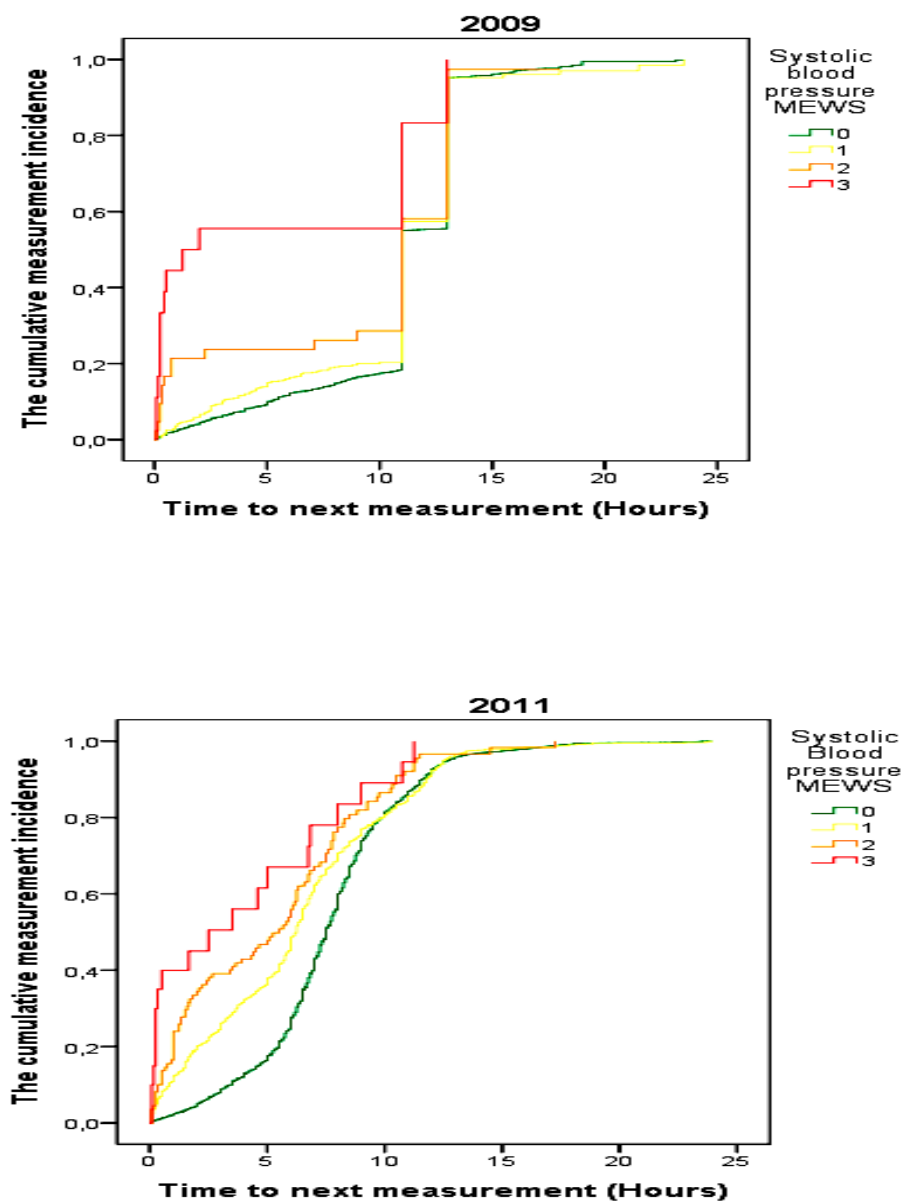 2009
Systolic
blood
pressure
MEWS
0
1
2
3
1,0
0,8
0,6
0,4
0,2
0,0
The cumulative measurement incidence
0
5
10
15
20
25
Time to next measurement (Hours)
2011
Systolic
Blood
pressure
MEWS
0
1
2
3
1,0
0,8
0,6
0,4
0,2
0,0
The cumulative measurement incidence
0
5
10
15
20
25
Time to next measurement (Hours)